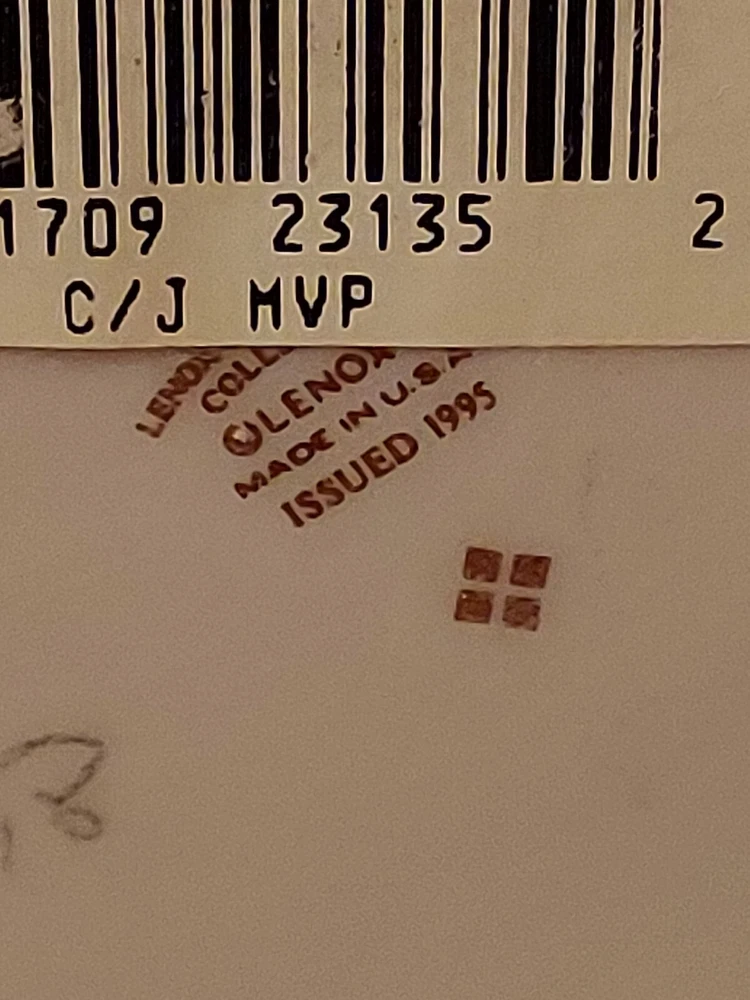 1709 23135 2
C/J MVP
© LENOX
MADE IN U.S.A.
ISSUED 1995